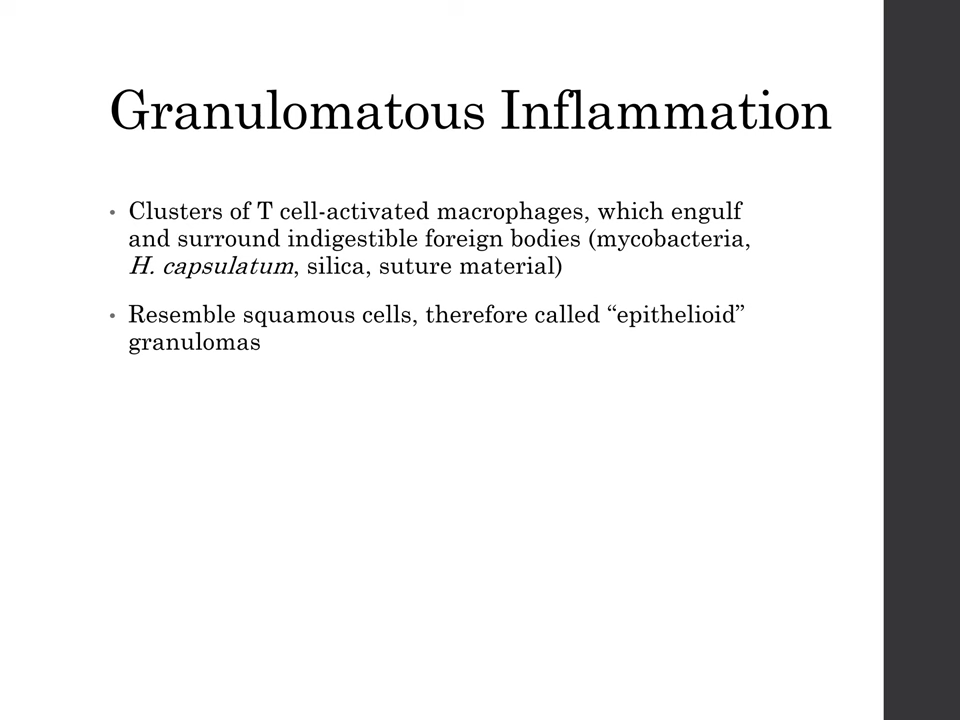 Granulomatous Inflammation
• Clusters of T cell-activated macrophages, which engulf
and surround indigestible foreign bodies (mycobacteria,
H. capsulatum, silica, suture material)
• Resemble squamous cells, therefore called “epithelioid”
granulomas